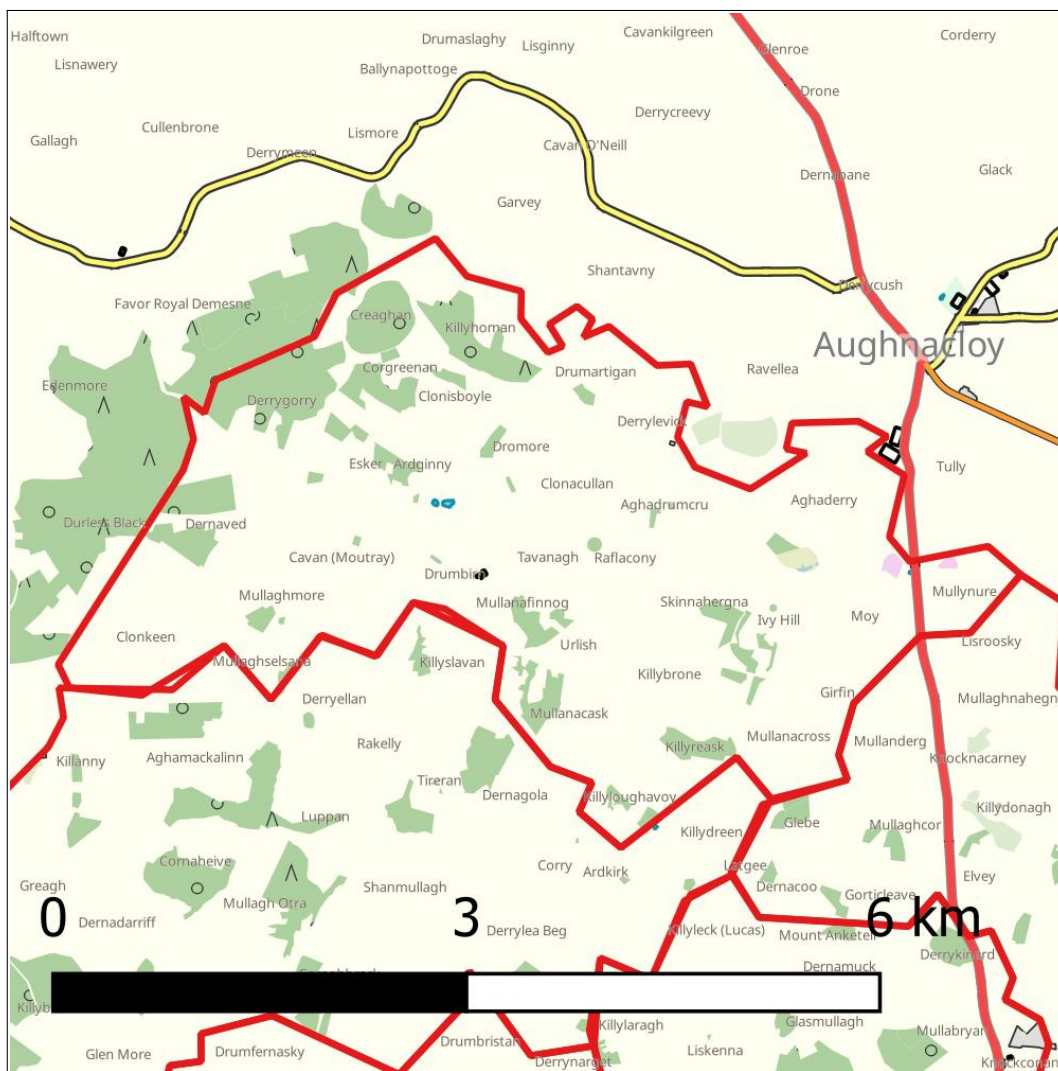 Halftown
Drumaslaghy
Lisginny
Cavankilgreen
Glenroe
Corderry
Lisnawery
Ballynapottoge
Drone
Derrycreevy
Cullenbrone
Lismore
Gallagh
Derrymeen
Cavan O'Neill
Dernabane
Glack
Garvey
Shantavny
Derrycush
Favor Royal Demesne
Creaghan
Killyhoman
Aughnacloy
Corgreenan
Drumartigan
Ravellea
Edenmore
Derrygorry
Clonisboyle
Derrylevick
Dromore
Esker
Ardginny
Tully
Clonacullan
Aghadrumcru
Aghaderry
Durless Black
Dernaved
Cavan (Moutray)
Tavanagh
Raflacony
Mullaghmore
Mullanafinnog
Skinnahergna
Ivy Hill
Moy
Mullynure
Clonkeen
Urlish
Lisroosky
Mullaghselsana
Killyslavan
Killybrone
Derryellan
Girfin
Mullanacask
Rakelly
Killyreask
Mullanacross
Mullanderg
Killanny
Aghamackalinn
Knocknacarney
Tireran
Dernagola
Killyloughavoy
Killydonagh
Luppan
Killydreen
Glebe
Mullaghcor
Cornaheive
Corry
Ardkirk
Latgee
Elvey
Greagh
Mullagh Otra
Shanmullagh
Dernacoo
Gorticleave
0
3
6 km
Dernadarriff
Derrylea Beg
Killyleck (Lucas)
Mount Anketell
Derrykinard
Dernamuck
Killylaragh
Glasmullagh
Mullabryan
Glen More
Drumfernasky
Drumbristan
Derrynarget
Liskenna